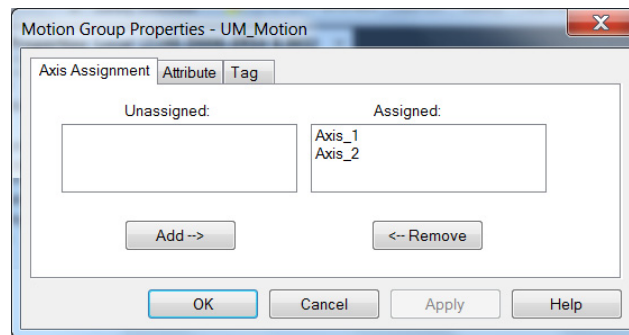 Motion Group Properties - UM_Motion
Axis Assignment Attribute Tag
Unassigned: Assigned:
Axis_1
Axis_2
Add --> <-- Remove
OK Cancel Apply Help